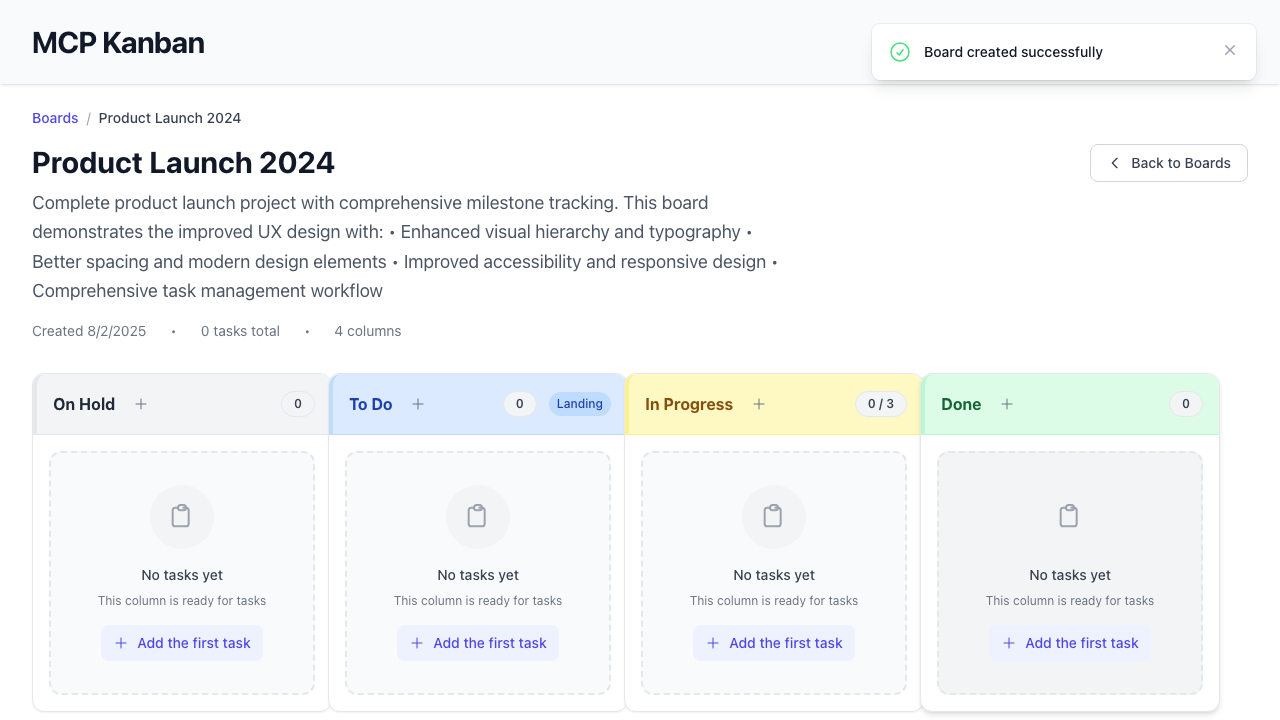 MCP Kanban
Board created successfully
Boards / Product Launch 2024
Product Launch 2024
Back to Boards
Complete product launch project with comprehensive milestone tracking. This board
demonstrates the improved UX design with: • Enhanced visual hierarchy and typography •
Better spacing and modern design elements • Improved accessibility and responsive design •
Comprehensive task management workflow
Created 8/2/2025 • 0 tasks total • 4 columns
On Hold 0
To Do 0 Landing
In Progress 0 / 3
Done 0
No tasks yet
This column is ready for tasks
Add the first task
No tasks yet
This column is ready for tasks
Add the first task
No tasks yet
This column is ready for tasks
Add the first task
No tasks yet
This column is ready for tasks
Add the first task